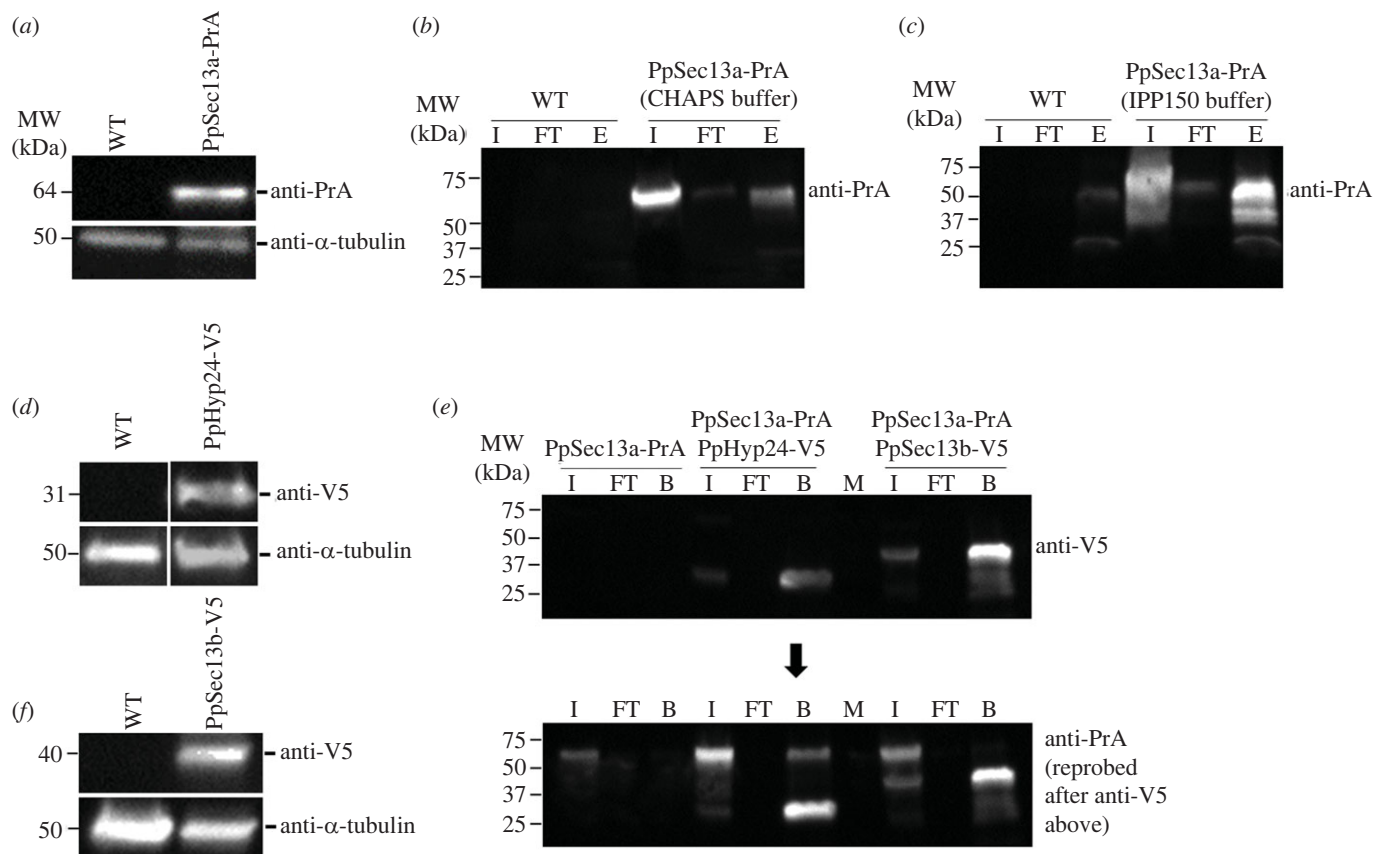 (a)
MW
(kDa)
WT
PpSec13a-PrA
64
anti-PrA
50
anti-α-tubulin
(b)
MW
(kDa)
WT
PpSec13a-PrA
(CHAPS buffer)
I FT E I FT E
75
50
37
25
anti-PrA
(c)
MW
(kDa)
WT
PpSec13a-PrA
(IPP150 buffer)
I FT E I FT E
75
50
37
25
anti-PrA
(d)
MW
(kDa)
WT
PpHyp24-V5
31
anti-V5
50
anti-α-tubulin
(e)
MW
(kDa)
PpSec13a-PrA
PpSec13a-PrA
PpHyp24-V5
PpSec13a-PrA
PpSec13b-V5
I FT B I FT B M I FT B
75
50
37
25
anti-V5
I FT B I FT B M I FT B
75
50
37
25
anti-PrA
(reprobed
after anti-V5
above)
(f)
WT
PpSec13b-V5
40
anti-V5
50
anti-α-tubulin